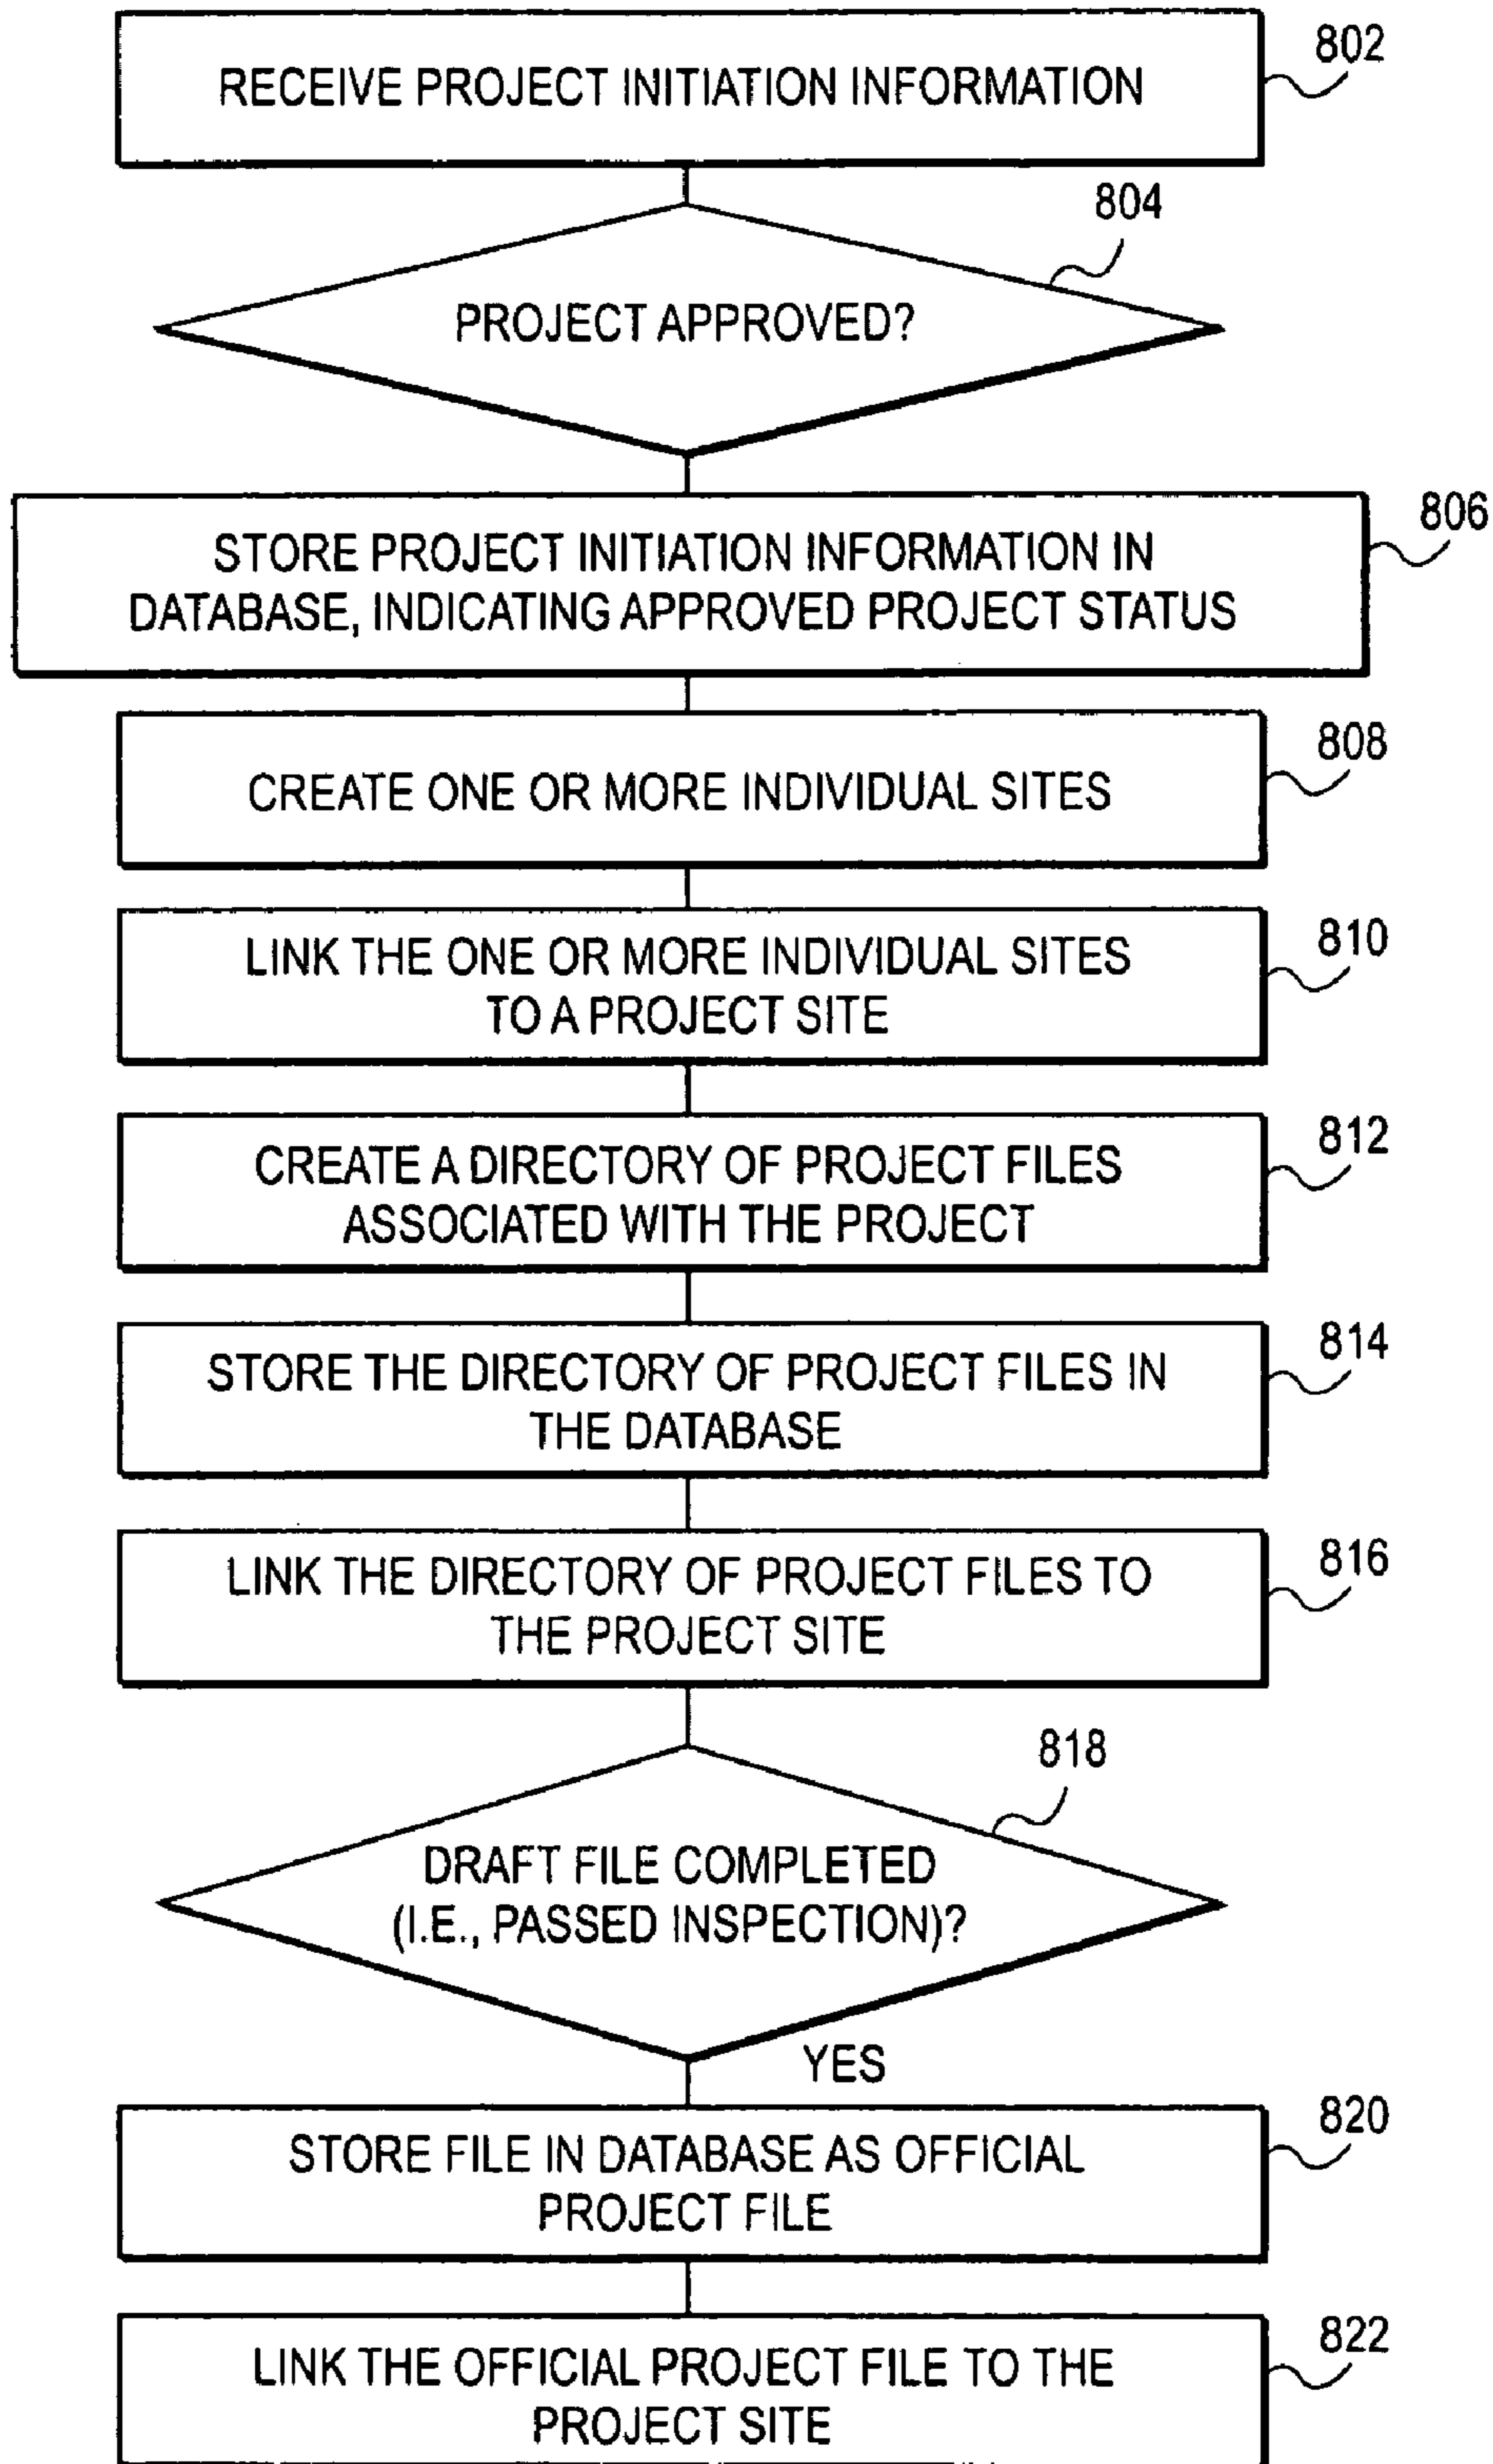 RECEIVE PROJECT INITIATION INFORMATION
802
804
PROJECT APPROVED?
806
STORE PROJECT INITIATION INFORMATION IN
DATABASE, INDICATING APPROVED PROJECT STATUS
808
CREATE ONE OR MORE INDIVIDUAL SITES
810
LINK THE ONE OR MORE INDIVIDUAL SITES
TO A PROJECT SITE
812
CREATE A DIRECTORY OF PROJECT FILES
ASSOCIATED WITH THE PROJECT
814
STORE THE DIRECTORY OF PROJECT FILES IN
THE DATABASE
816
LINK THE DIRECTORY OF PROJECT FILES TO
THE PROJECT SITE
818
DRAFT FILE COMPLETED
(I.E., PASSED INSPECTION)?
YES
820
STORE FILE IN DATABASE AS OFFICIAL
PROJECT FILE
822
LINK THE OFFICIAL PROJECT FILE TO THE
PROJECT SITE